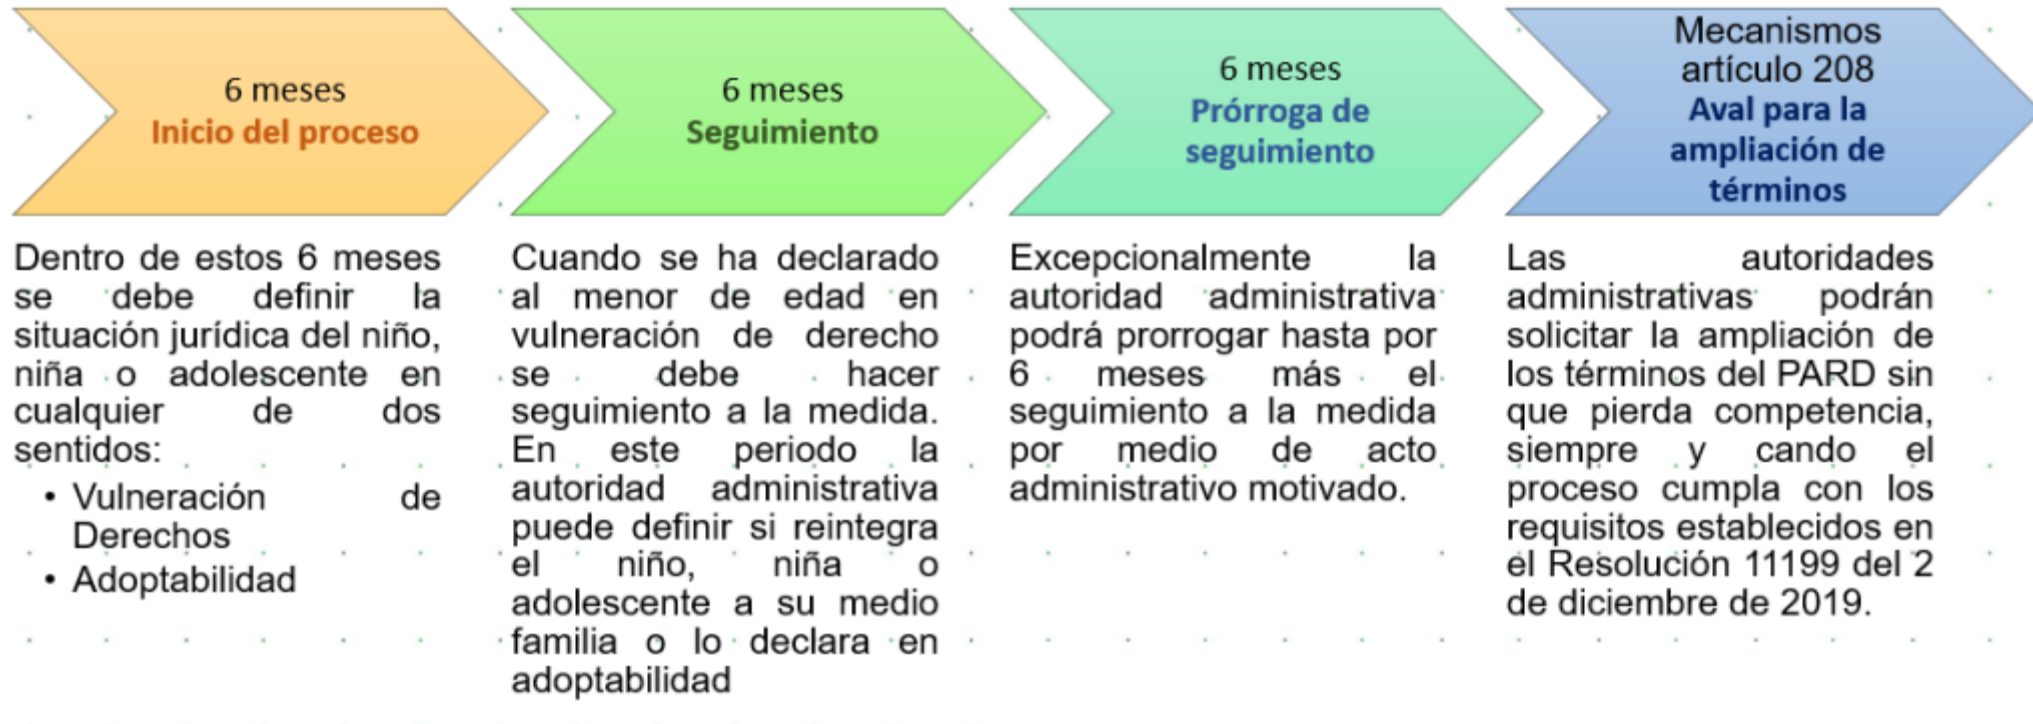 6 meses
Inicio del proceso
6 meses
Seguimiento
6 meses
Prórroga de
seguimiento
Mecanismos
artículo 208
Aval para la
ampliación de
términos
Dentro de estos 6 meses
se debe definir la
situación jurídica del niño,
niña o adolescente en
cualquier de dos
sentidos:
• Vulneración de
Derechos
• Adoptabilidad
Cuando se ha declarado
al menor de edad en
vulneración de derecho
se debe hacer
seguimiento a la medida.
En este periodo la
autoridad administrativa
puede definir si reintegra
el niño, niña o
adolescente a su medio
familia o lo declara en
adoptabilidad
Excepcionalmente la
autoridad administrativa
podrá prorrogar hasta por
6 meses más el
seguimiento a la medida
por medio de acto
administrativo motivado.
Las autoridades
administrativas podrán
solicitar la ampliación de
los términos del PARD sin
que pierda competencia,
siempre y cando el
proceso cumpla con los
requisitos establecidos en
el Resolución 11199 del 2
de diciembre de 2019.